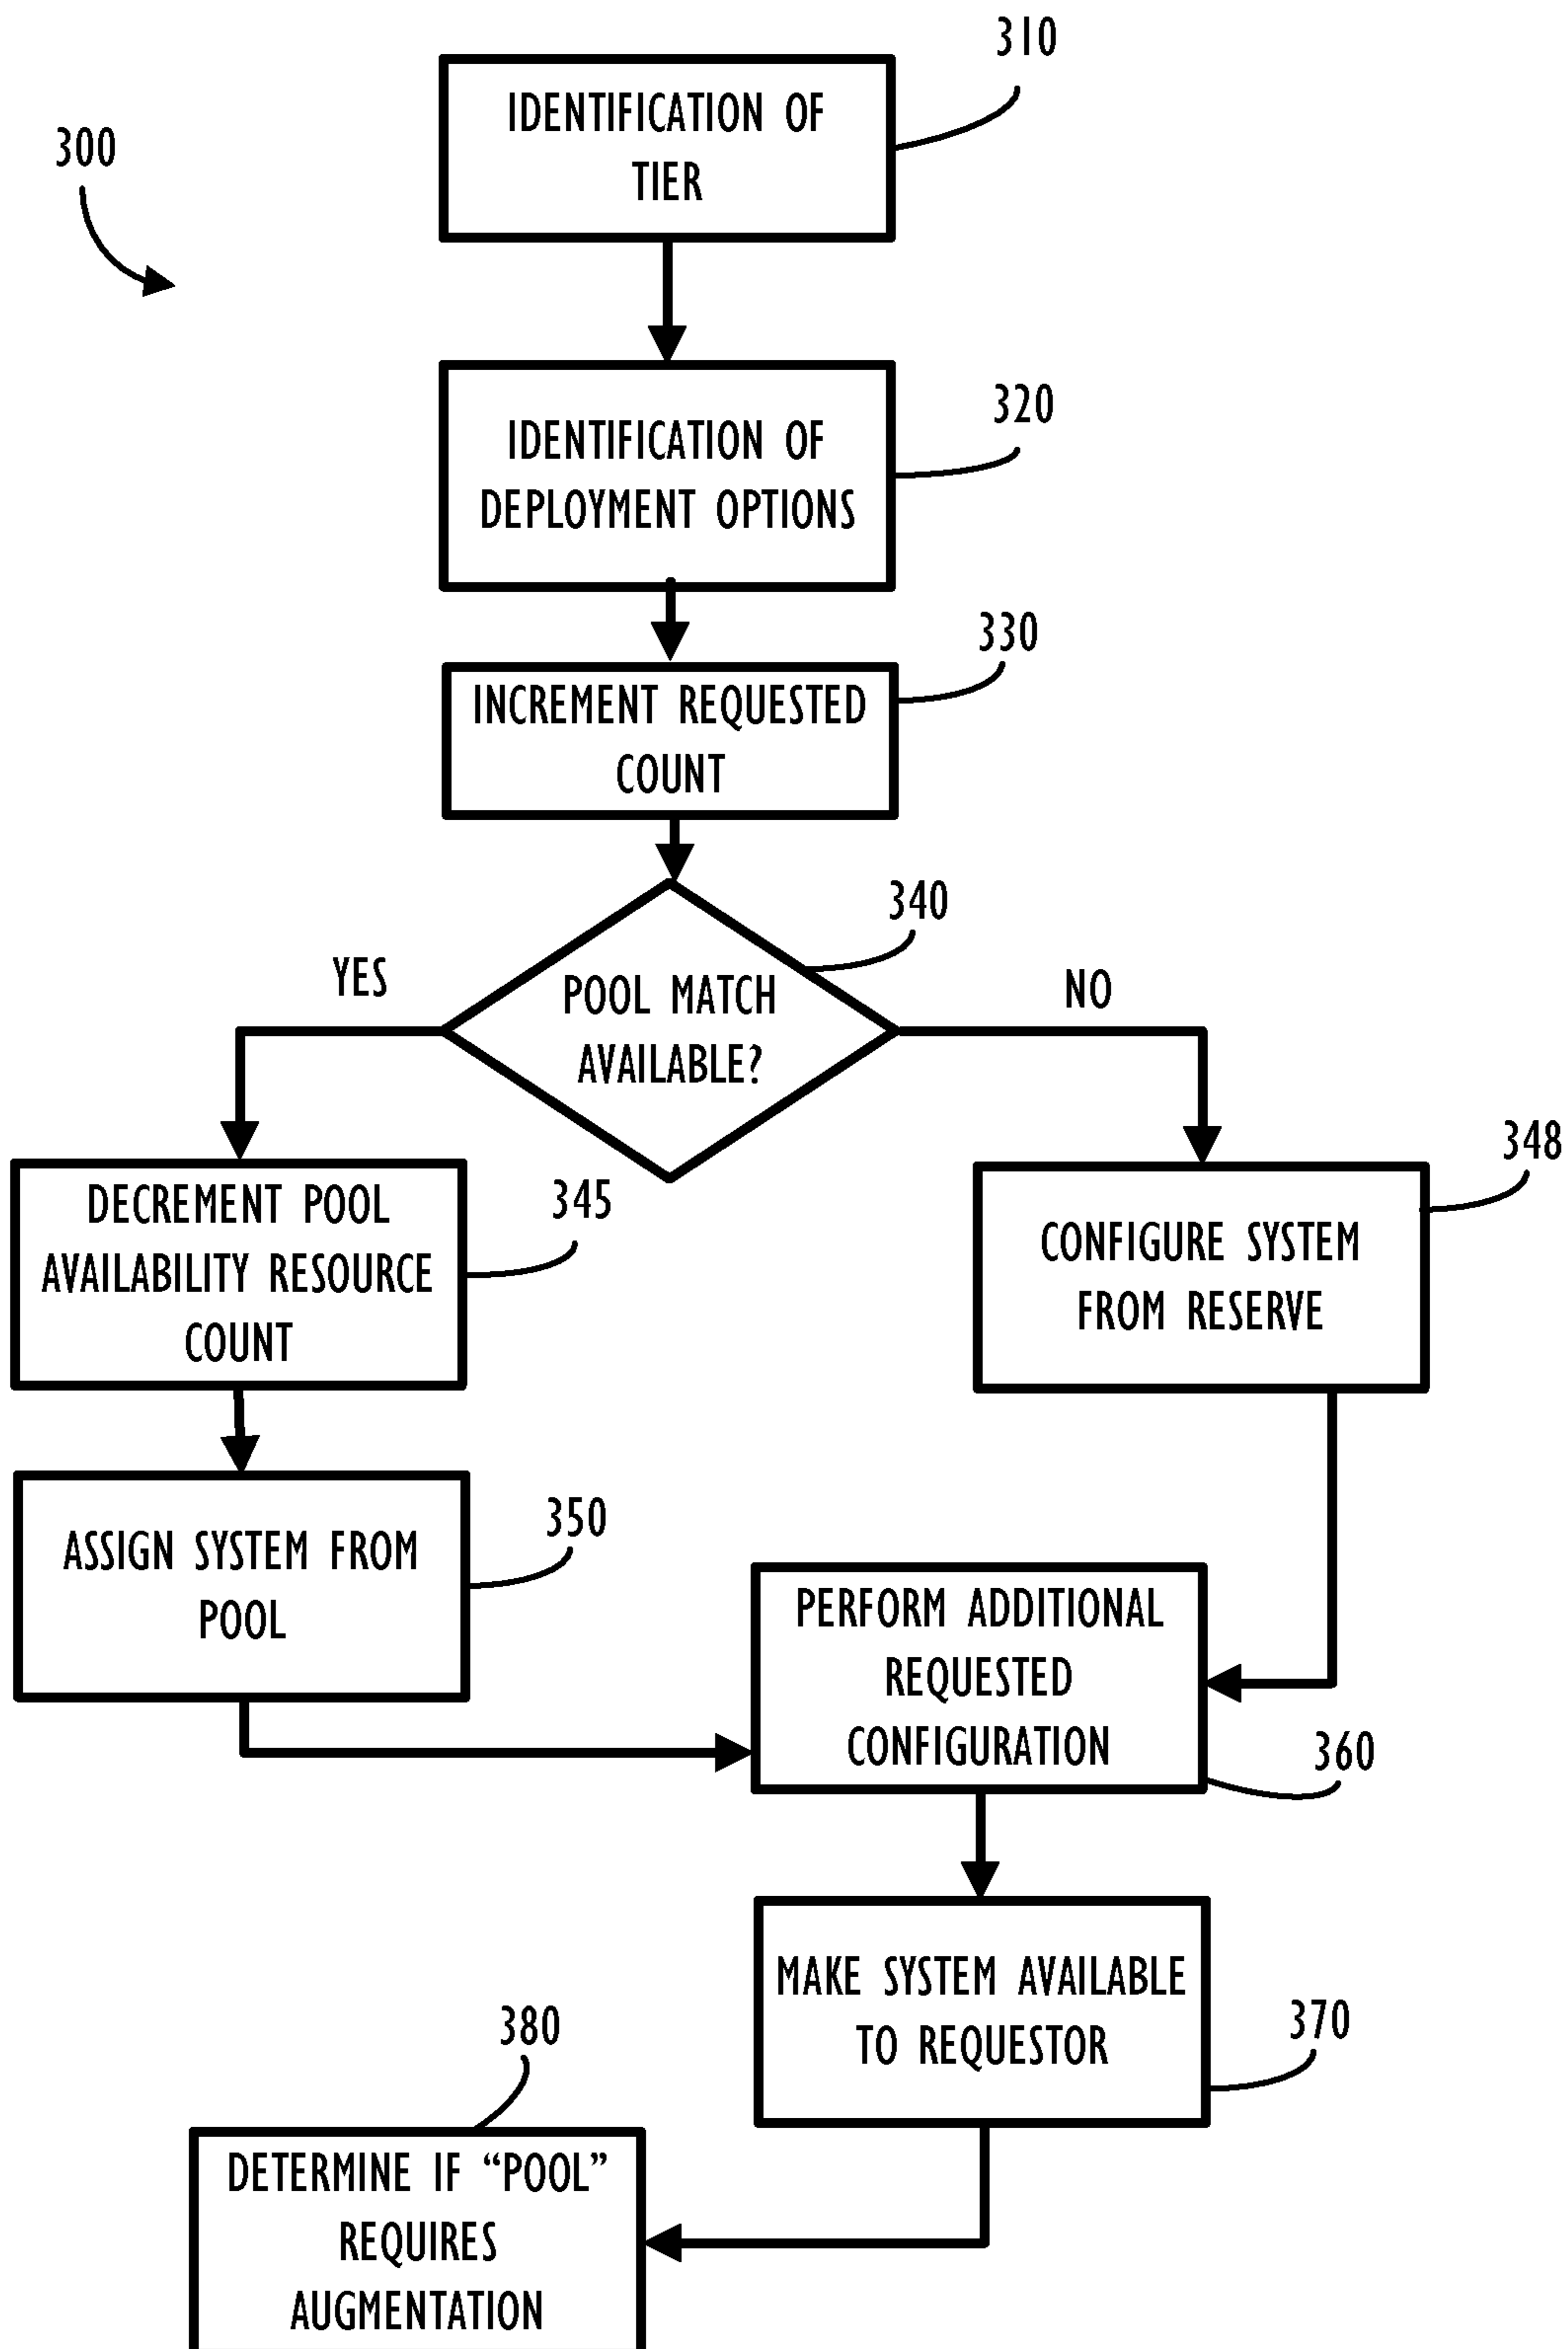 310
IDENTIFICATION OF
TIER
300
320
IDENTIFICATION OF
DEPLOYMENT OPTIONS
330
INCREMENT REQUESTED
COUNT
340
YES
POOL MATCH
AVAILABLE?
NO
348
345
DECREMENT POOL
AVAILABILITY RESOURCE
COUNT
CONFIGURE SYSTEM
FROM RESERVE
350
ASSIGN SYSTEM FROM
POOL
PERFORM ADDITIONAL
REQUESTED
CONFIGURATION
360
MAKE SYSTEM AVAILABLE
TO REQUESTOR
370
380
DETERMINE IF “POOL”
REQUIRES
AUGMENTATION